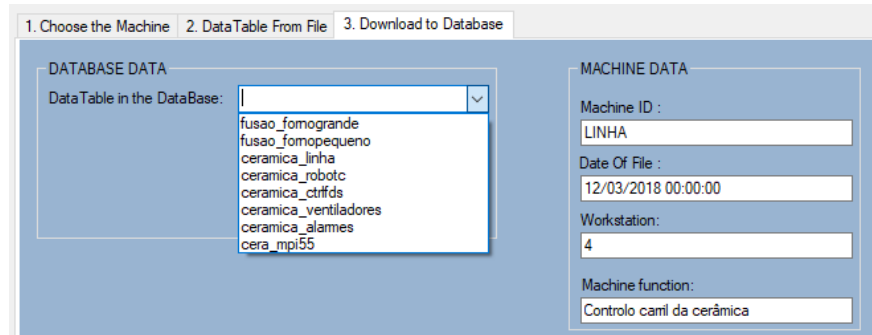 1. Choose the Machine 2. DataTable From File 3. Download to Database
DATABASE DATA
DataTable in the DataBase:
fusao_fornogrande
fusao_fornopequeno
ceramica_linha
ceramica_robotc
ceramica_ctrffds
ceramica_ventiladores
ceramica_alarmes
cera_mpi55
MACHINE DATA
Machine ID :
LINHA
Date Of File :
12/03/2018 00:00:00
Workstation:
4
Machine function:
Controlo carril da cerâmica